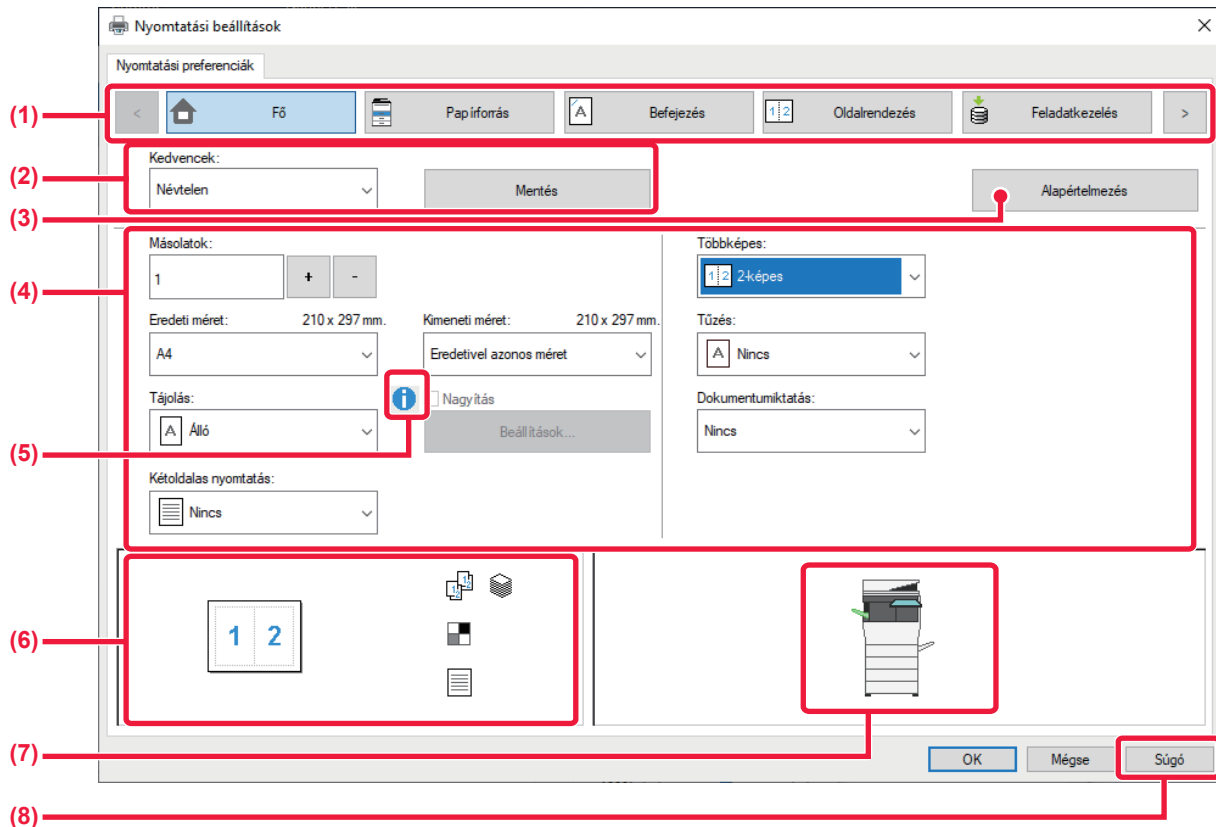 Nyomtatási beállítások
Nyomtatási preferenciák
(1)
< Fő Papírforrás Befejezés Oldalrendezés Feladatkezelés >
(2)
Kedvencek:
Névtelen Mentés Alapértelmezés
(3)
(4)
Másolatok: Többképes:
1 + - 2-képes
Eredeti méret: 210 x 297 mm. Kimeneti méret: 210 x 297 mm. Tűzés:
A4 Eredetivel azonos méret Nincs
Tájolás: Nagyítás Dokumentumiktatás:
Álló Beállítások... Nincs
(5)
Kétoldalas nyomtatás:
Nincs
(6)
1 2
(7)
OK Mégse Súgó
(8)